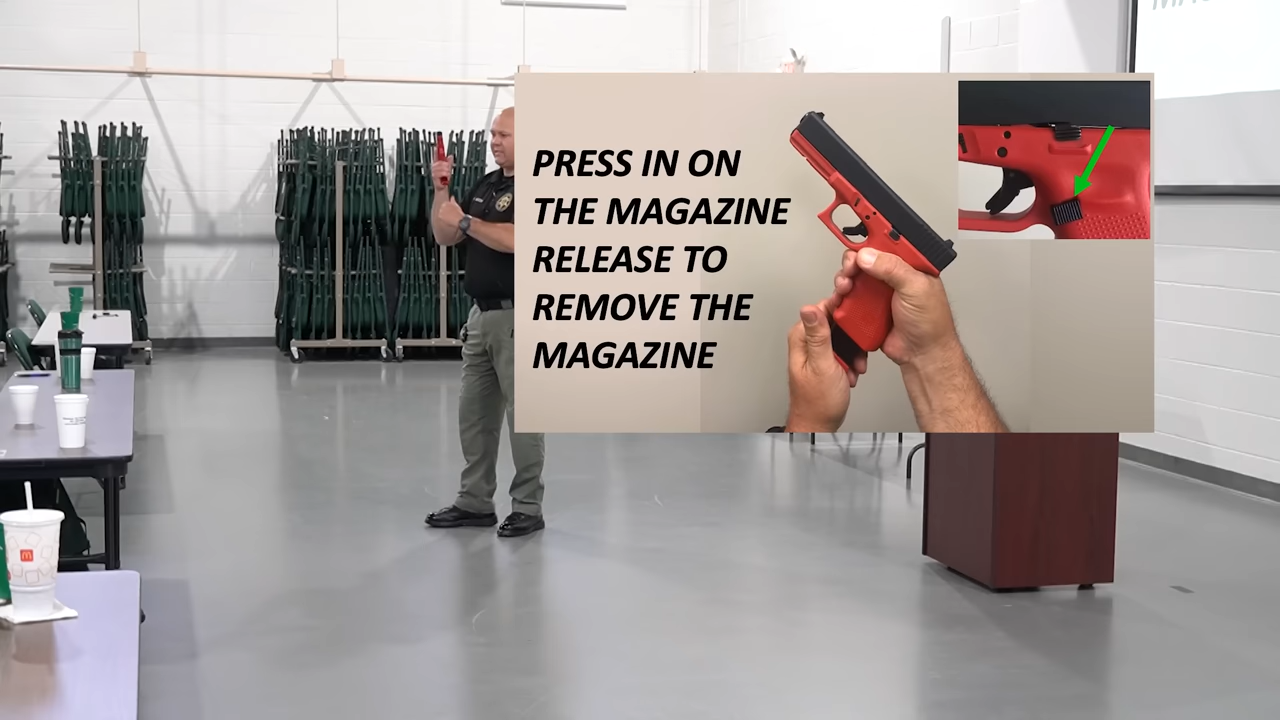 PRESS IN ON
THE MAGAZINE
RELEASE TO
REMOVE THE
MAGAZINE